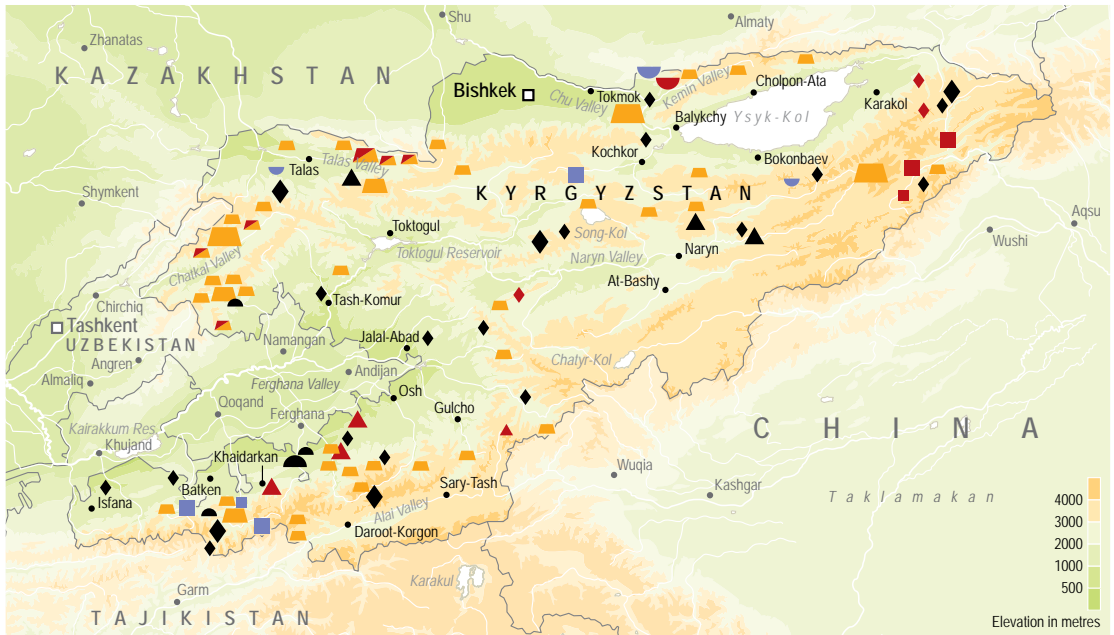 Shu
Almaty
Zhanatas
KAZAKHSTAN
Bishkek
Tokmok
Chu Valley
Kemin Valley
Cholpon-Ata
Karakol
Ysyk-Kol
Balykchy
Kochkor
Bokonbaev
Talas
Talas Valley
Shymkent
KYRGYZSTAN
Aqsu
Wushi
Toktogul
Toktogul Reservoir
Song-Kol
Naryn Valley
Naryn
At-Bashy
Chatkal Valley
Chirchiq
Tash-Komur
Tashkent
UZBEKISTAN
Namangan
Jalal-Abad
Chatyr-Kol
Angren
Andijan
Almaliq
Ferghana Valley
Osh
Qoqand
Ferghana
Gulcho
CHINA
Kairakkum Res.
Khujand
Khaidarkan
Wuqia
Kashgar
Taklamakan
Batken
Isfana
Sary-Tash
Alai Valley
Daroot-Korgon
Karakul
Garm
TAJIKISTAN
4000
3000
2000
1000
500
Elevation in metres